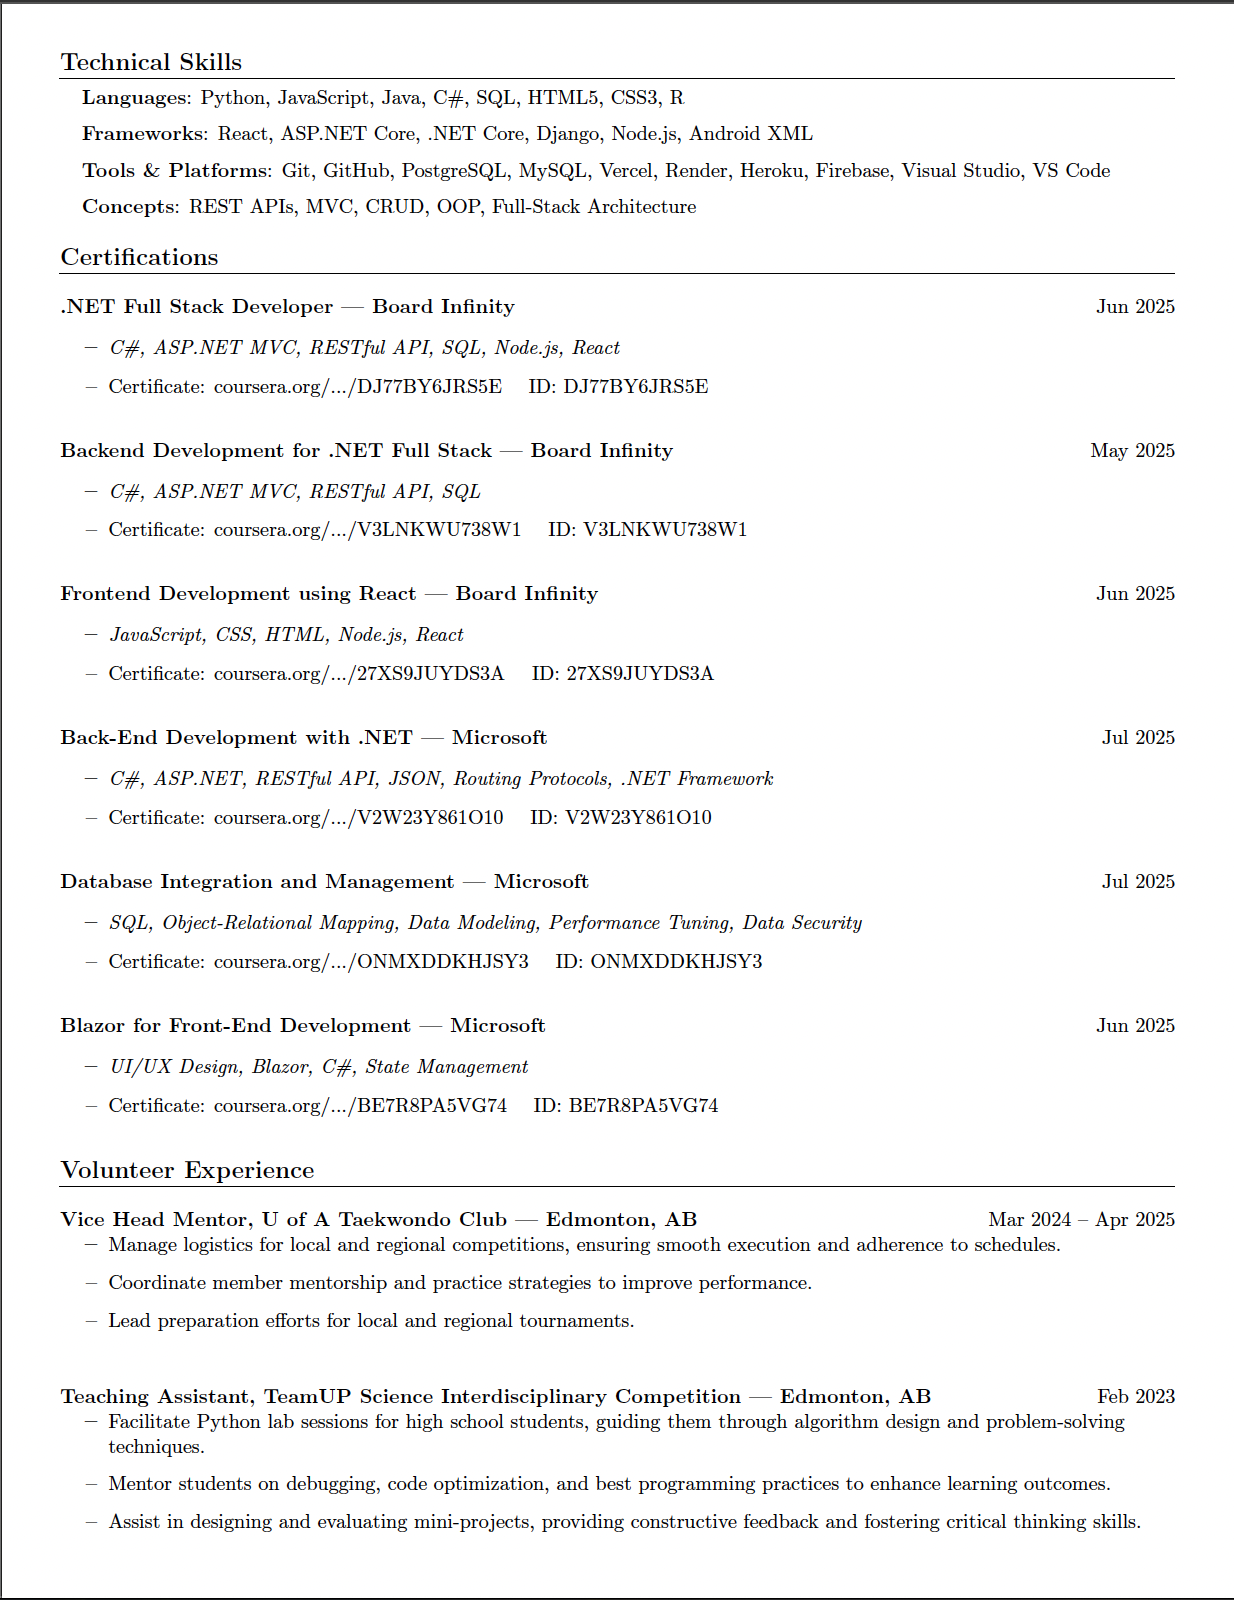 Technical Skills
Languages: Python, JavaScript, Java, C#, SQL, HTML5, CSS3, R
Frameworks: React, ASP.NET Core, .NET Core, Django, Node.js, Android XML
Tools & Platforms: Git, GitHub, PostgreSQL, MySQL, Vercel, Render, Heroku, Firebase, Visual Studio, VS Code
Concepts: REST APIs, MVC, CRUD, OOP, Full-Stack Architecture
Certifications
.NET Full Stack Developer — Board Infinity Jun 2025
– C#, ASP.NET MVC, RESTful API, SQL, Node.js, React
– Certificate: coursera.org/.../DJ77BY6JRS5E ID: DJ77BY6JRS5E
Backend Development for .NET Full Stack — Board Infinity May 2025
– C#, ASP.NET MVC, RESTful API, SQL
– Certificate: coursera.org/.../V3LNKWU738W1 ID: V3LNKWU738W1
Frontend Development using React — Board Infinity Jun 2025
– JavaScript, CSS, HTML, Node.js, React
– Certificate: coursera.org/.../27XS9JUYDS3A ID: 27XS9JUYDS3A
Back-End Development with .NET — Microsoft Jul 2025
– C#, ASP.NET, RESTful API, JSON, Routing Protocols, .NET Framework
– Certificate: coursera.org/.../V2W23Y861O10 ID: V2W23Y861O10
Database Integration and Management — Microsoft Jul 2025
– SQL, Object-Relational Mapping, Data Modeling, Performance Tuning, Data Security
– Certificate: coursera.org/.../ONMXDDKHJSY3 ID: ONMXDDKHJSY3
Blazor for Front-End Development — Microsoft Jun 2025
– UI/UX Design, Blazor, C#, State Management
– Certificate: coursera.org/.../BE7R8PA5VG74 ID: BE7R8PA5VG74
Volunteer Experience
Vice Head Mentor, U of A Taekwondo Club — Edmonton, AB Mar 2024 – Apr 2025
– Manage logistics for local and regional competitions, ensuring smooth execution and adherence to schedules.
– Coordinate member mentorship and practice strategies to improve performance.
– Lead preparation efforts for local and regional tournaments.
Teaching Assistant, TeamUP Science Interdisciplinary Competition — Edmonton, AB Feb 2023
– Facilitate Python lab sessions for high school students, guiding them through algorithm design and problem-solving
techniques.
– Mentor students on debugging, code optimization, and best programming practices to enhance learning outcomes.
– Assist in designing and evaluating mini-projects, providing constructive feedback and fostering critical thinking skills.